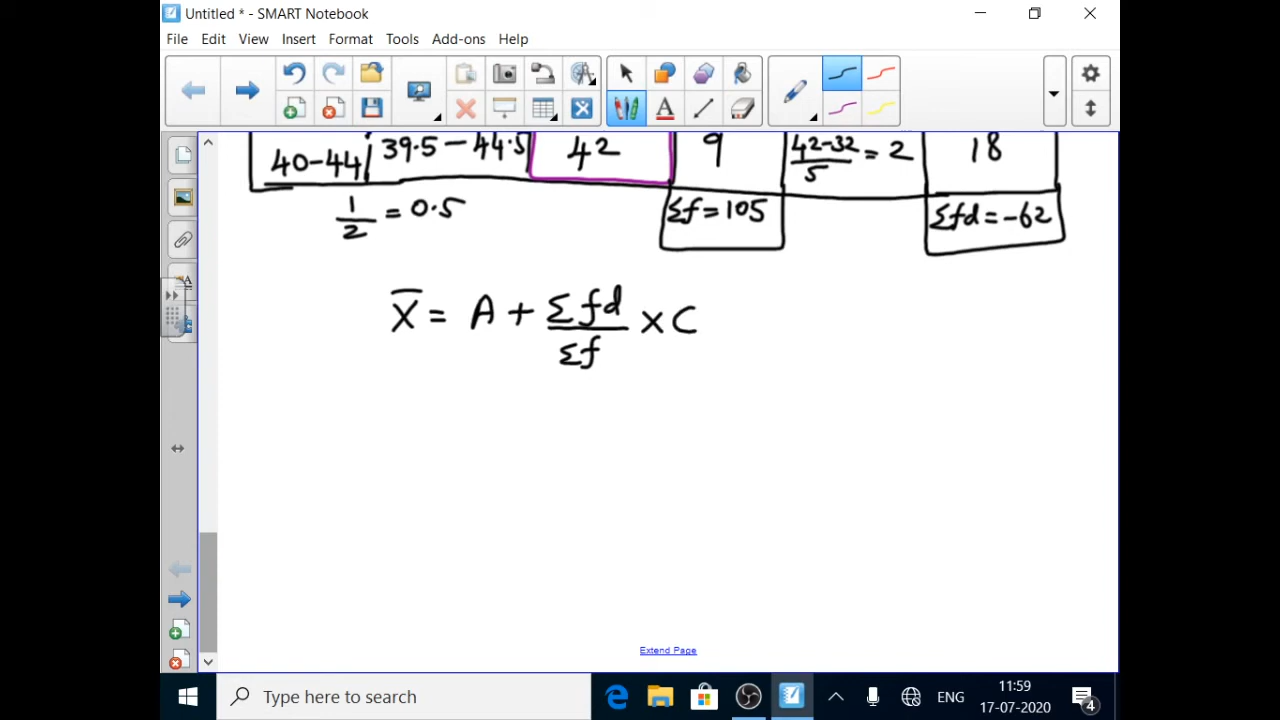 Untitled * - SMART Notebook
File Edit View Insert Format Tools Add-ons Help
40-44 39.5 - 44.5 42 9 42-32/5 = 2 18
1/2 = 0.5 Σf = 105 Σfd = -62
X̄ = A + Σfd/Σf × C
Extend Page
Type here to search
ENG
11:59
17-07-2020
4